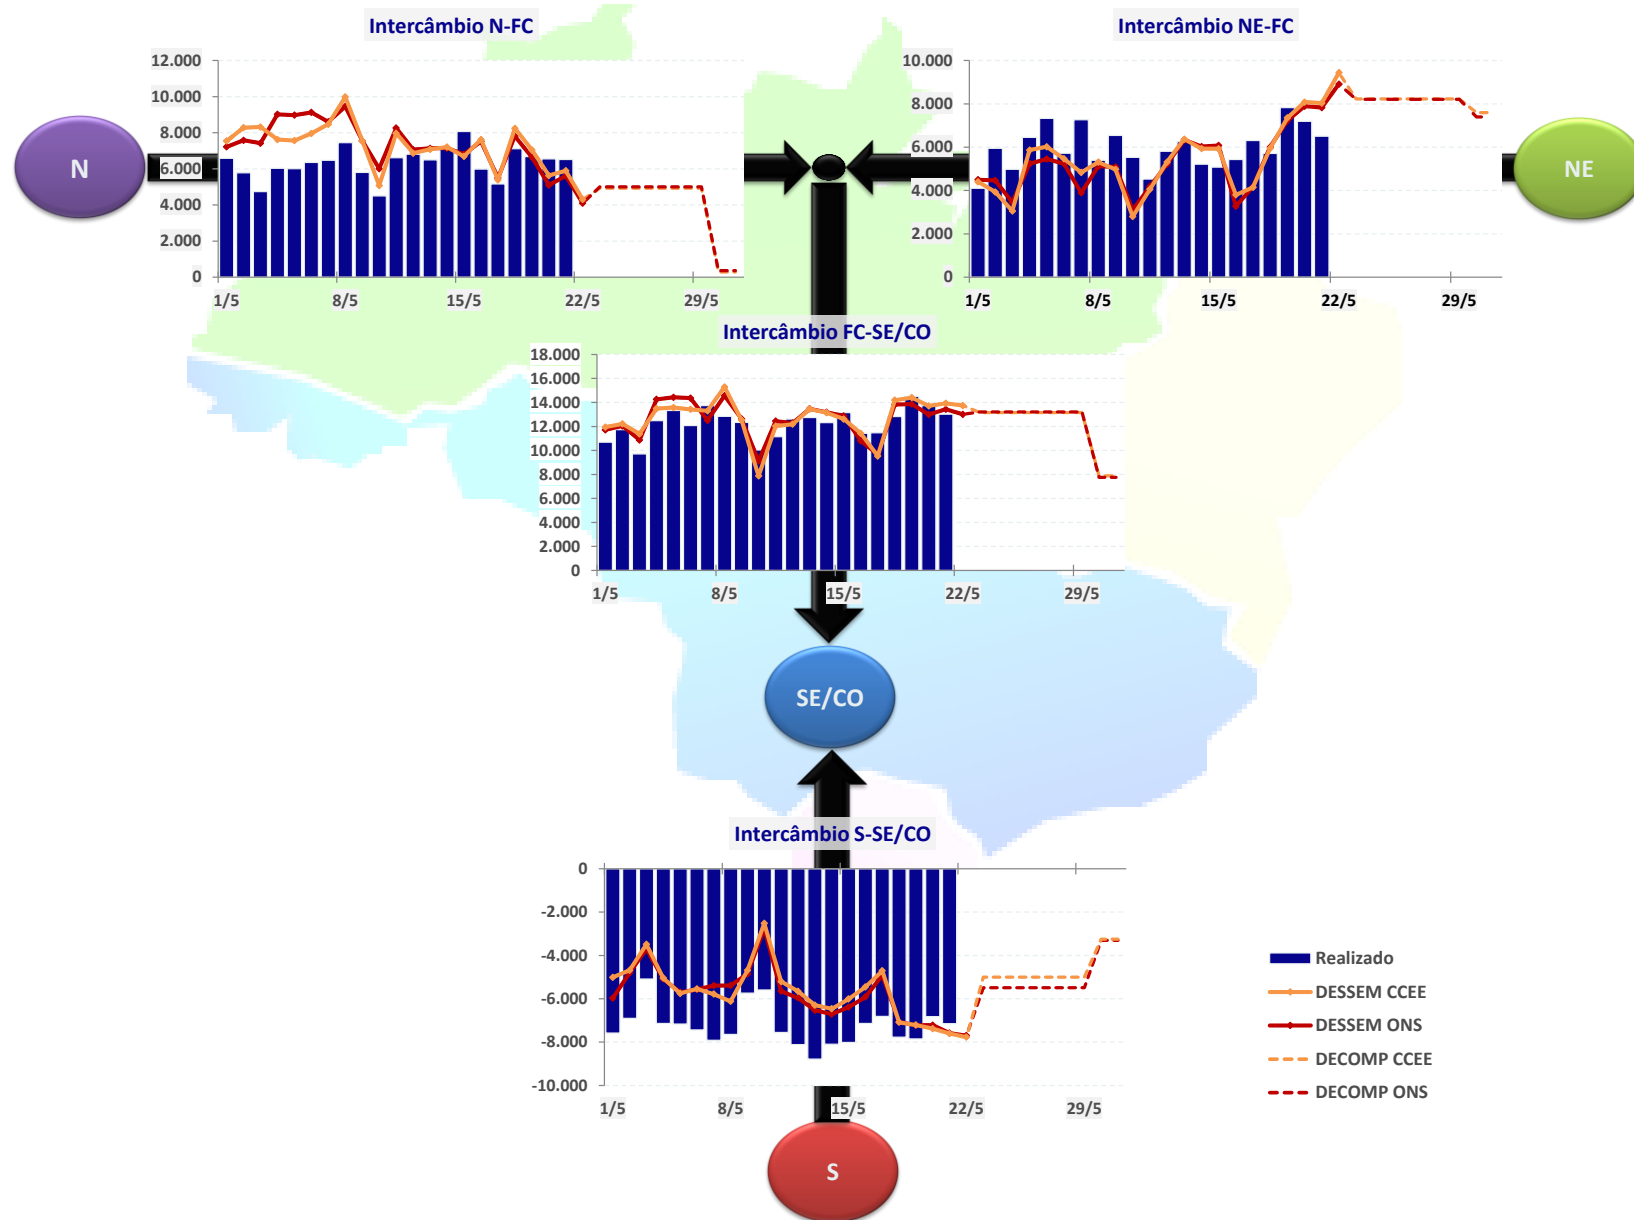 Intercâmbio N-FC
12.000
10.000
8.000
6.000
4.000
2.000
0
1/5 8/5 15/5 22/5 29/5
Intercâmbio NE-FC
10.000
8.000
6.000
4.000
2.000
0
1/5 8/5 15/5 22/5 29/5
N
NE
Intercâmbio FC-SE/CO
18.000
16.000
14.000
12.000
10.000
8.000
6.000
4.000
2.000
0
1/5 8/5 15/5 22/5 29/5
SE/CO
Intercâmbio S-SE/CO
0
-2.000
-4.000
-6.000
-8.000
-10.000
1/5 8/5 15/5 22/5 29/5
Realizado
DESSEM CCEE
DESSEM ONS
DECOMP CCEE
DECOMP ONS
S